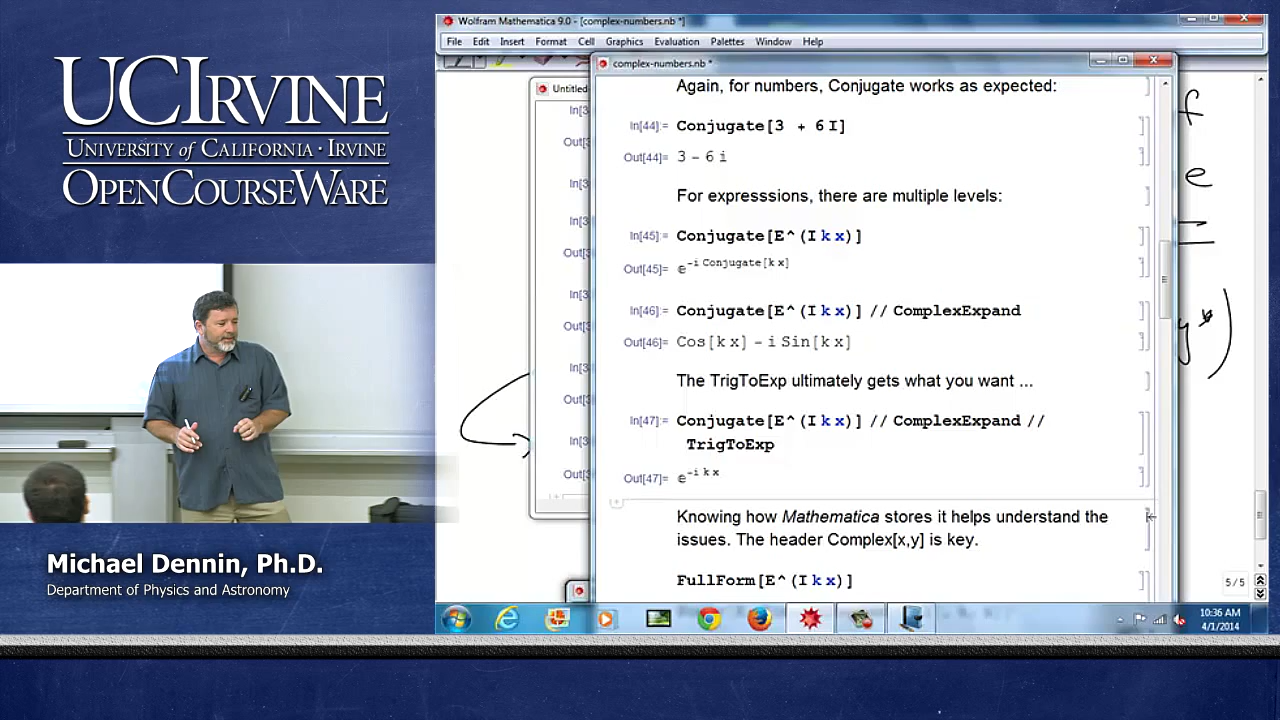 UCIRVINE
UNIVERSITY of CALIFORNIA · IRVINE
OPENCOURSEWARE
Michael Dennin, Ph.D.
Department of Physics and Astronomy
Wolfram Mathematica 9.0 - [complex-numbers.nb *]
File Edit Insert Format Cell Graphics Evaluation Palettes Window Help
complex-numbers.nb *
Untitled
Again, for numbers, Conjugate works as expected:
In[44]:= Conjugate[3 + 6 I]
Out[44]= 3 - 6 i
For expresssions, there are multiple levels:
In[45]:= Conjugate[E^(I k x)]
Out[45]= e^-i Conjugate[k x]
In[46]:= Conjugate[E^(I k x)] // ComplexExpand
Out[46]= Cos[k x] - i Sin[k x]
The TrigToExp ultimately gets what you want ...
In[47]:= Conjugate[E^(I k x)] // ComplexExpand //
TrigToExp
Out[47]= e^-i k x
Knowing how Mathematica stores it helps understand the
issues. The header Complex[x,y] is key.
FullForm[E^(I k x)]
5/5
10:36 AM
4/1/2014